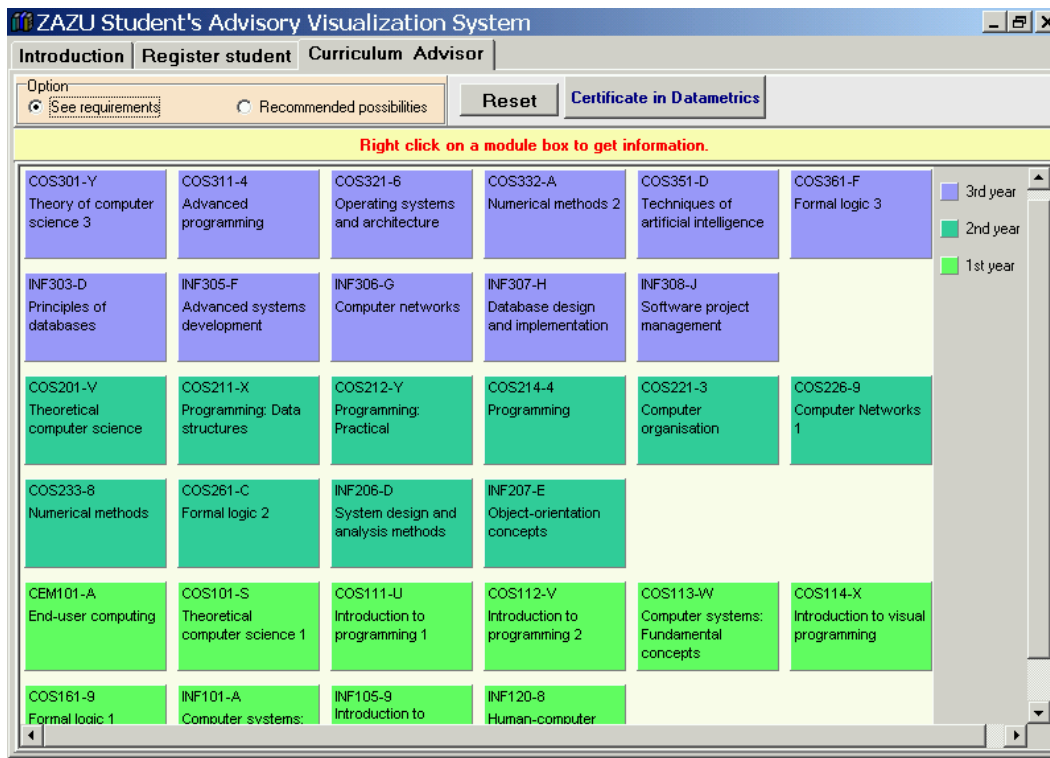 ZAZU Student's Advisory Visualization System
Introduction Register student Curriculum Advisor
Option
See requirements Recommended possibilities Reset Certificate in Datametrics
Right click on a module box to get information.
COS301-Y
Theory of computer
science 3
COS311-4
Advanced
programming
COS321-6
Operating systems
and architecture
COS332-A
Numerical methods 2
COS351-D
Techniques of
artificial intelligence
COS361-F
Formal logic 3
3rd year
2nd year
1st year
INF303-D
Principles of
databases
INF305-F
Advanced systems
development
INF306-G
Computer networks
INF307-H
Database design
and implementation
INF308-J
Software project
management
COS201-V
Theoretical
computer science
COS211-X
Programming: Data
structures
COS212-Y
Programming:
Practical
COS214-4
Programming
COS221-3
Computer
organisation
COS226-9
Computer Networks
1
COS233-8
Numerical methods
COS261-C
Formal logic 2
INF206-D
System design and
analysis methods
INF207-E
Object-orientation
concepts
CEM101-A
End-user computing
COS101-S
Theoretical
computer science 1
COS111-U
Introduction to
programming 1
COS112-V
Introduction to
programming 2
COS113-W
Computer systems:
Fundamental
concepts
COS114-X
Introduction to visual
programming
COS161-9
Formal logic 1
INF101-A
Computer systems:
INF105-9
Introduction to
INF120-8
Human-computer